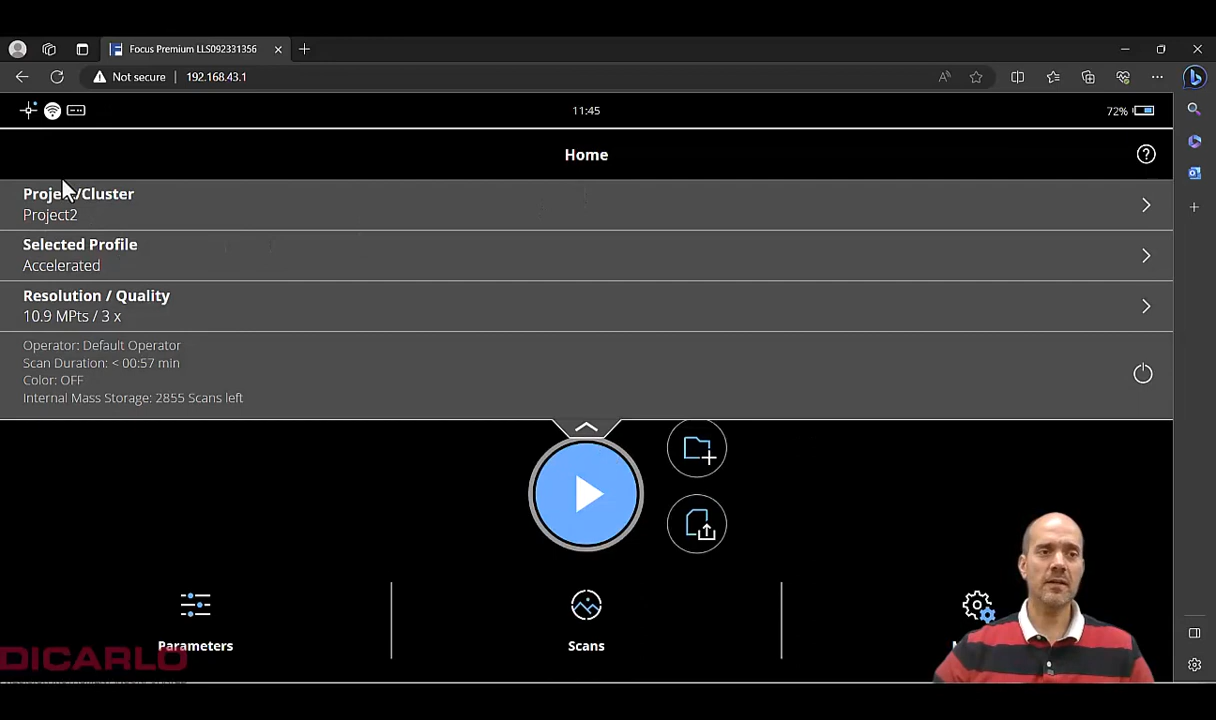 Focus Premium LLS092331356
Not secure
192.168.43.1
11:45
72%
Home
Project/Cluster
Project2
Selected Profile
Accelerated
Resolution / Quality
10.9 MPts / 3 x
Operator: Default Operator
Scan Duration: < 00:57 min
Color: OFF
Internal Mass Storage: 2855 Scans left
Parameters
Scans
DICARLO